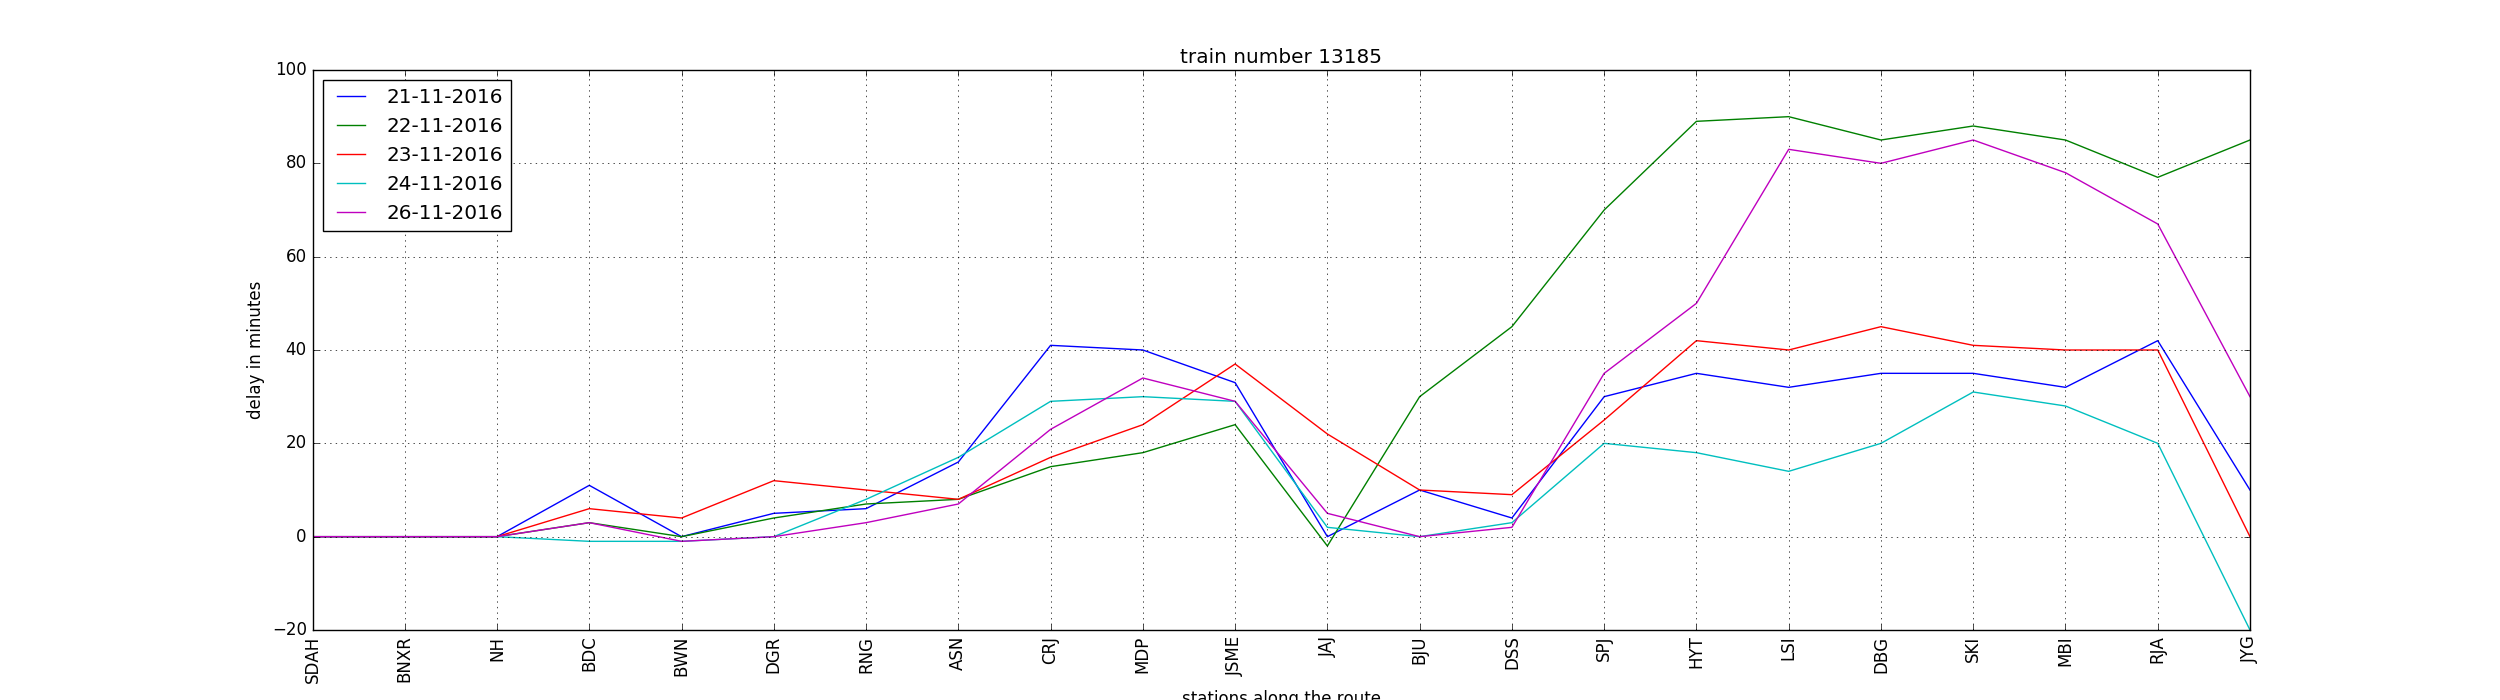 train number 13185
100
80
60
40
20
0
−20
delay in minutes
21-11-2016
22-11-2016
23-11-2016
24-11-2016
26-11-2016
SDAH
BNXR
NH
BDC
BWN
DGR
RNG
ASN
CRJ
MDP
JSME
JAJ
BJU
DSS
SPJ
HYT
LSI
DBG
SKI
MBI
RJA
JYG
stations along the route